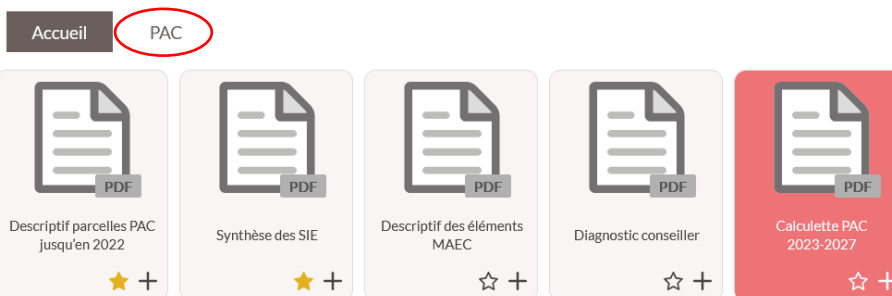 Accueil PAC
PDF PDF PDF PDF PDF
Descriptif parcelles PAC
jusqu'en 2022
Synthèse des SIE
Descriptif des éléments
MAEC
Diagnostic conseiller
Calculette PAC
2023-2027